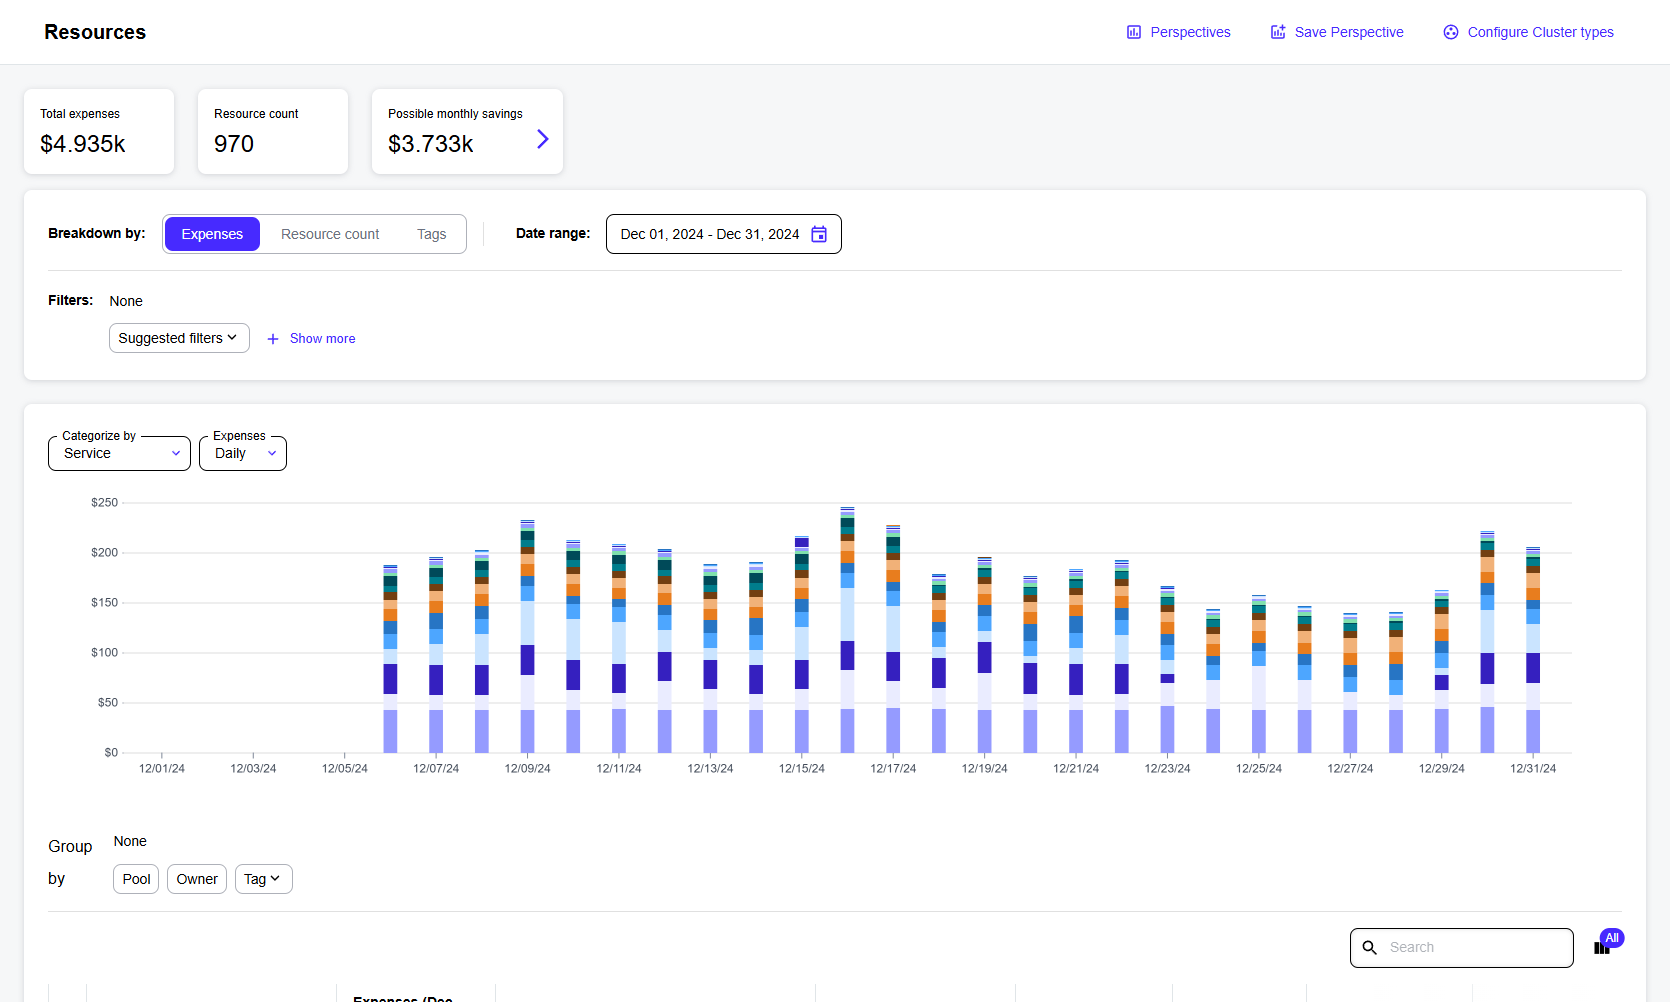 Resources
Perspectives
Save Perspective
Configure Cluster types
Total expenses
$4.935k
Resource count
970
Possible monthly savings
$3.733k
Breakdown by:
Expenses
Resource count
Tags
Date range:
Dec 01, 2024 - Dec 31, 2024
Filters:
None
Suggested filters
Show more
Categorize by
Service
Expenses
Daily
$250
$200
$150
$100
$50
$0
12/01/24
12/03/24
12/05/24
12/07/24
12/09/24
12/11/24
12/13/24
12/15/24
12/17/24
12/19/24
12/21/24
12/23/24
12/25/24
12/27/24
12/29/24
12/31/24
Group
by
None
Pool
Owner
Tag
Search
All
Expenses (Dec